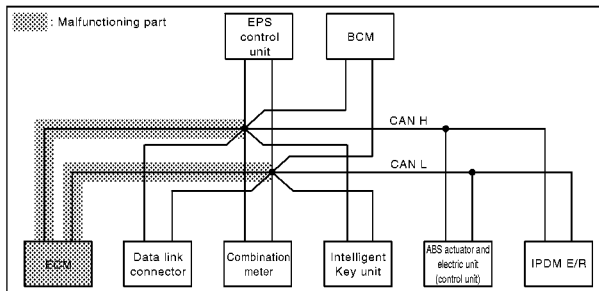 : Malfunctioning part
EPS
control
unit
BCM
CAN H
CAN L
ECM
Data link
connector
Combination
meter
Intelligent
Key unit
ABS actuator and
electric unit
(control unit)
IPDM E/R